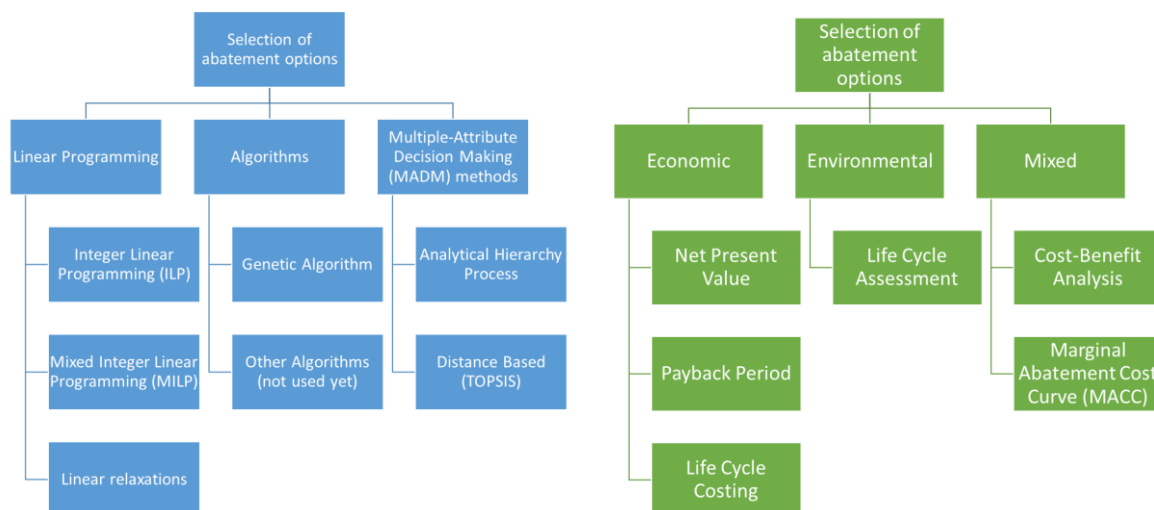 Selection of
abatement options
Linear Programming
Algorithms
Multiple-Attribute
Decision Making
(MADM) methods
Integer Linear
Programming (ILP)
Genetic Algorithm
Analytical Hierarchy
Process
Mixed Integer Linear
Programming (MILP)
Other Algorithms
(not used yet)
Distance Based
(TOPSIS)
Linear relaxations
Selection of
abatement
options
Economic
Environmental
Mixed
Net Present
Value
Life Cycle
Assessment
Cost-Benefit
Analysis
Payback Period
Marginal
Abatement Cost
Curve (MACC)
Life Cycle
Costing